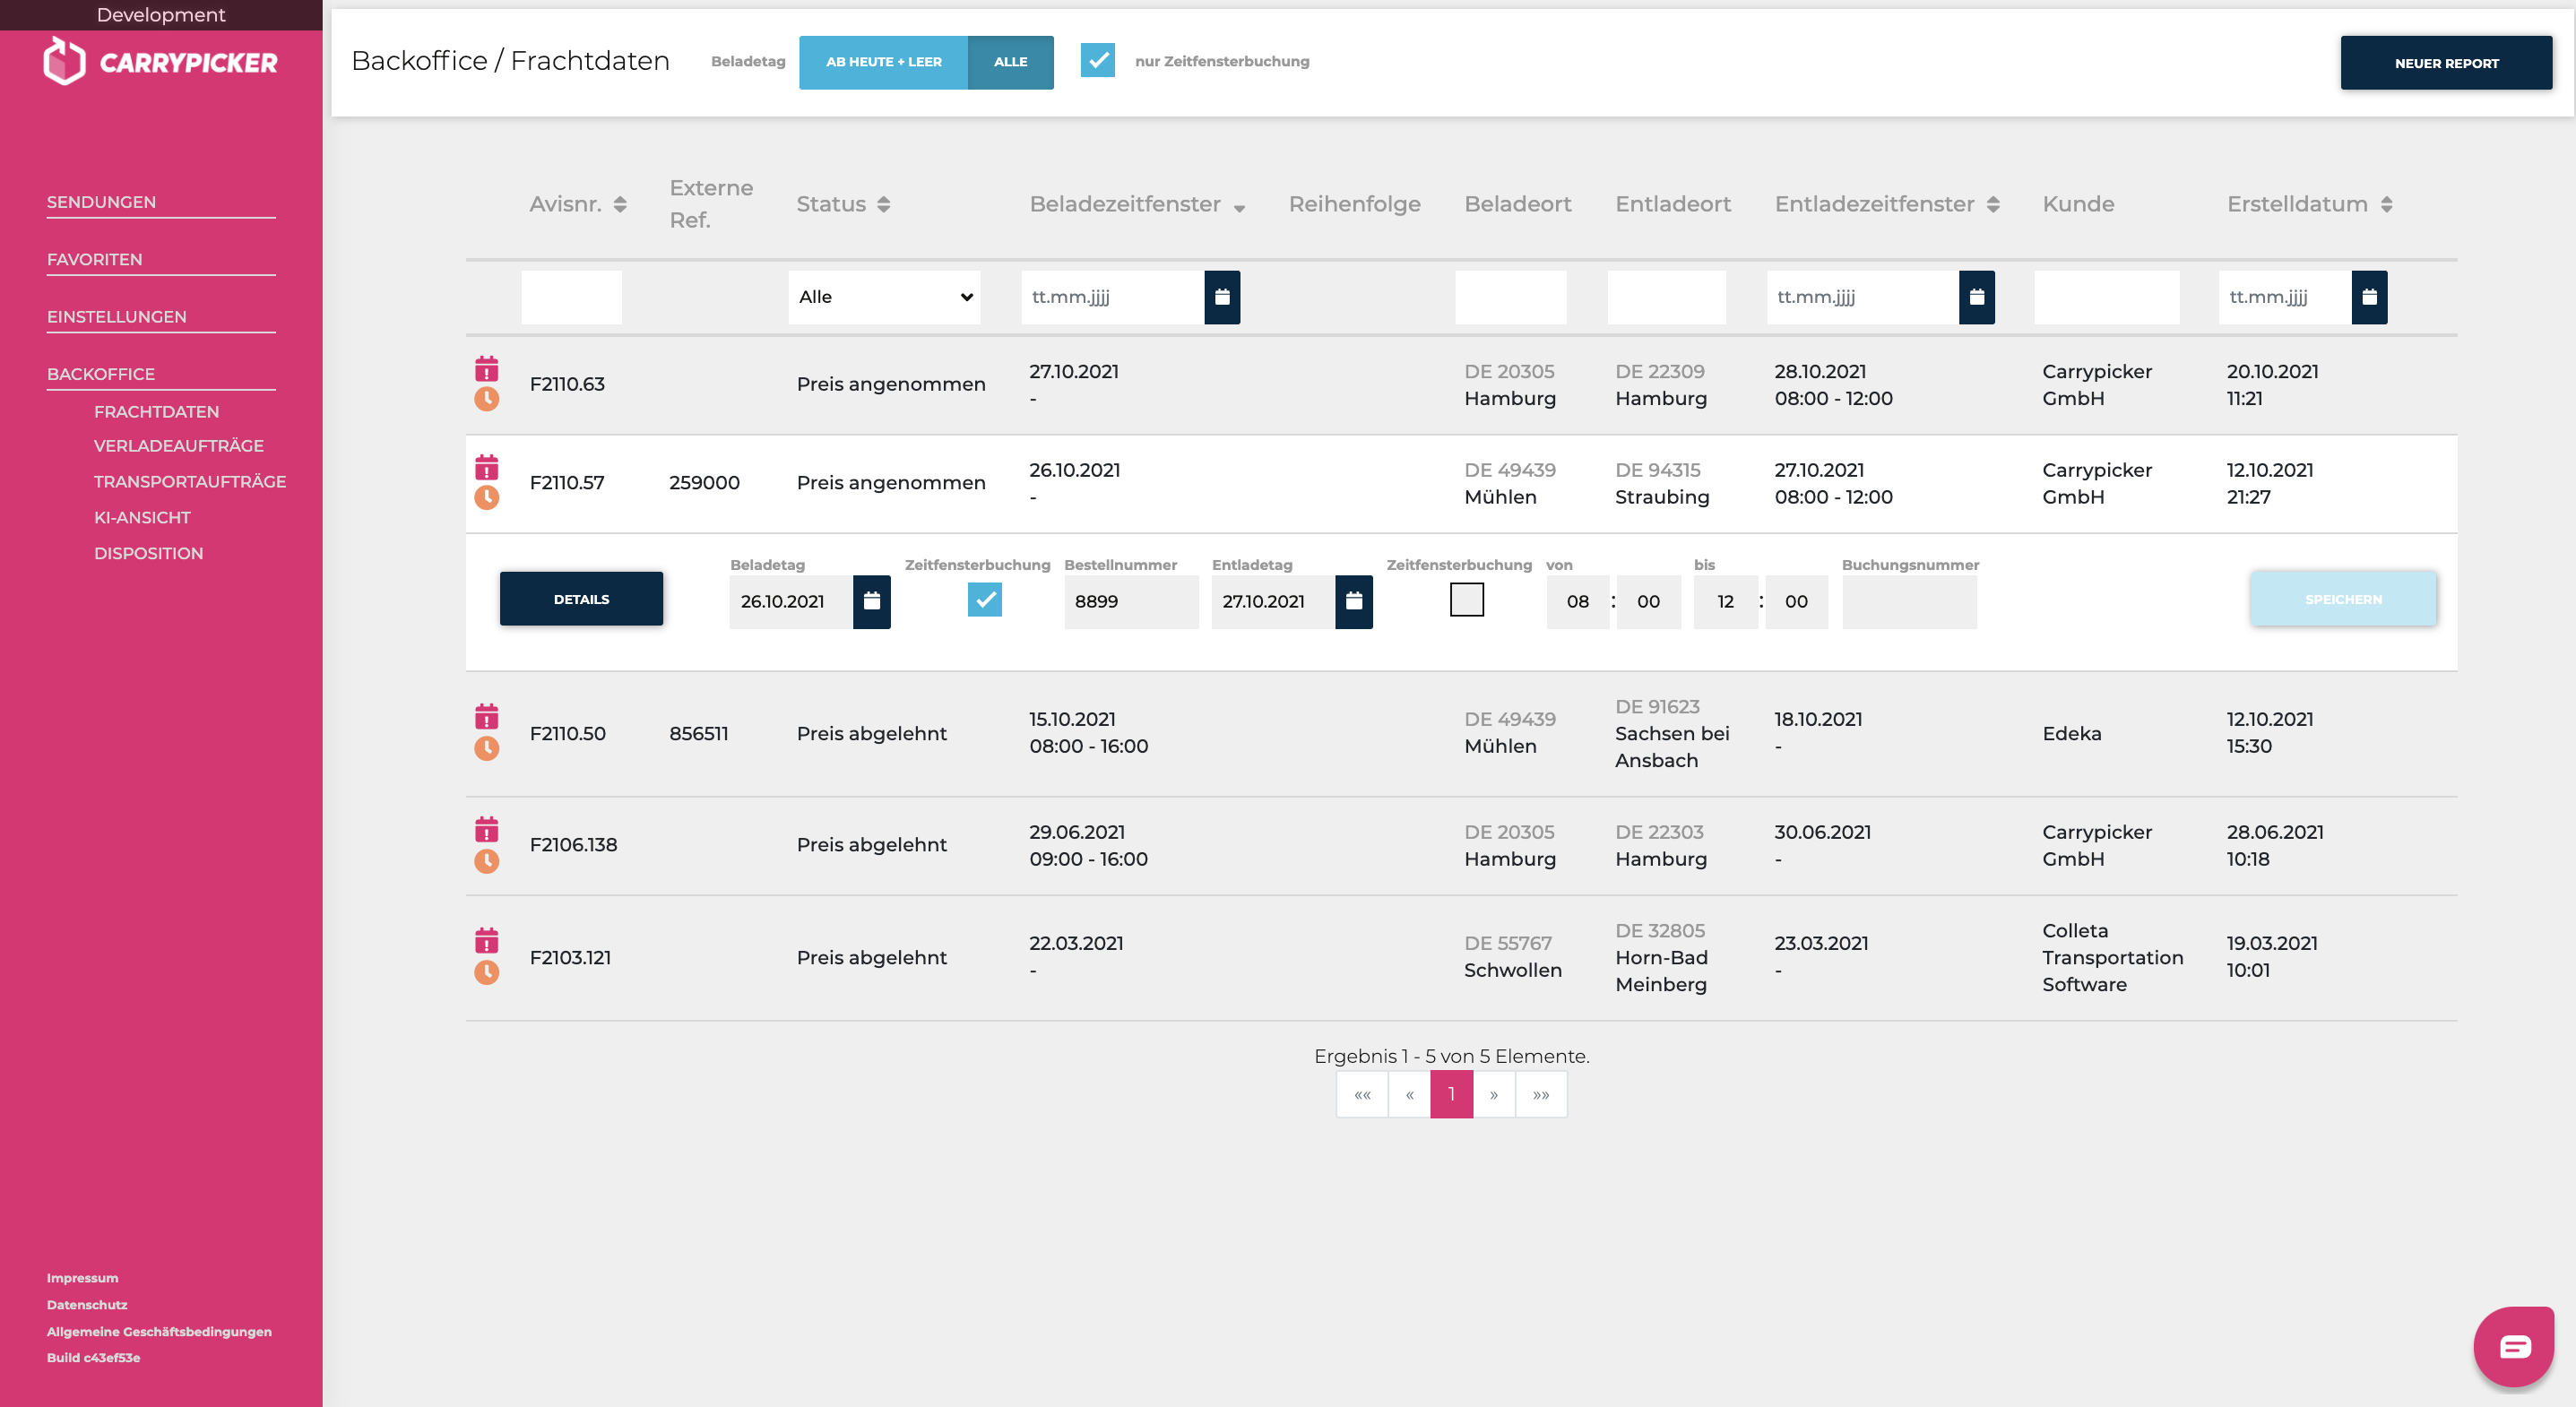 Development
CARRYPICKER
SENDUNGEN
FAVORITEN
EINSTELLUNGEN
BACKOFFICE
FRACHTDATEN
VERLADEAUFTRÄGE
TRANSPORTAUFTRÄGE
KI-ANSICHT
DISPOSITION
Impressum
Datenschutz
Allgemeine Geschäftsbedingungen
Build c43ef53e
Backoffice / Frachtdaten Beladetag AB HEUTE + LEER ALLE nur Zeitfensterbuchung NEUER REPORT
Avisnr. Externe Ref. Status Beladezeitfenster Reihenfolge Beladeort Entladeort Entladezeitfenster Kunde Erstelldatum
Alle tt.mm.jjjj tt.mm.jjjj tt.mm.jjjj
27.10.2021 DE 20305 DE 22309 28.10.2021 Carrypicker 20.10.2021
F2110.63 Preis angenommen
- Hamburg Hamburg 08:00 - 12:00 GmbH 11:21
26.10.2021 DE 49439 DE 94315 27.10.2021 Carrypicker 12.10.2021
F2110.57 259000 Preis angenommen
- Mühlen Straubing 08:00 - 12:00 GmbH 21:27
Beladetag Zeitfensterbuchung Bestellnummer Entladetag Zeitfensterbuchung von bis Buchungsnummer
DETAILS 26.10.2021 8899 27.10.2021 08 : 00 12 : 00 SPEICHERN
DE 91623
15.10.2021 DE 49439 18.10.2021 12.10.2021
F2110.50 856511 Preis abgelehnt Sachsen bei Edeka
08:00 - 16:00 Mühlen - 15:30
Ansbach
29.06.2021 DE 20305 DE 22303 30.06.2021 Carrypicker 28.06.2021
F2106.138 Preis abgelehnt
09:00 - 16:00 Hamburg Hamburg - GmbH 10:18
DE 32805 Colleta
22.03.2021 DE 55767 23.03.2021 19.03.2021
F2103.121 Preis abgelehnt Horn-Bad Transportation
- Schwollen - 10:01
Meinberg Software
Ergebnis 1 - 5 von 5 Elemente.
«« « 1 » »»